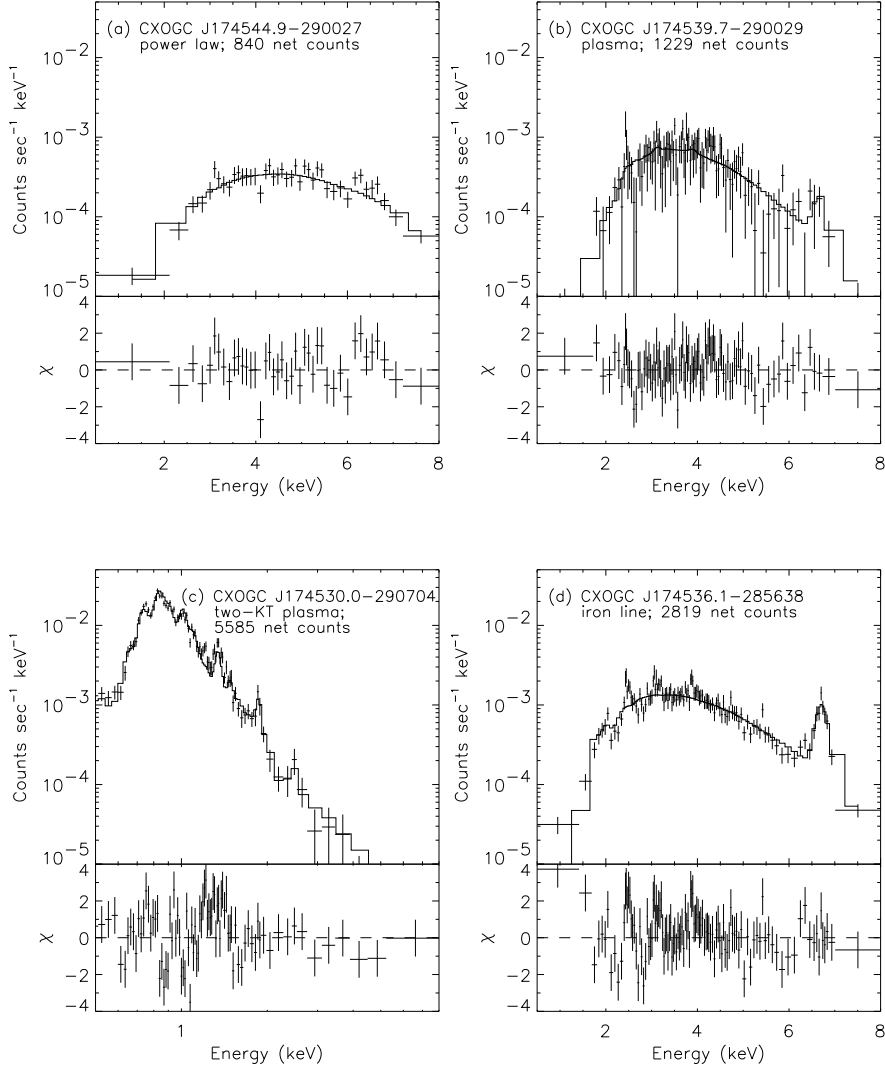 (a) CXOGC J174544.9−290027
power law; 840 net counts
Counts sec⁻¹ keV⁻¹
10⁻²
10⁻³
10⁻⁴
10⁻⁵
χ
4
2
0
−2
−4
2 4 6 8
Energy (keV)
(b) CXOGC J174539.7−290029
plasma; 1229 net counts
Counts sec⁻¹ keV⁻¹
10⁻²
10⁻³
10⁻⁴
10⁻⁵
χ
4
2
0
−2
−4
2 4 6 8
Energy (keV)
(c) CXOGC J174530.0−290704
two−KT plasma;
5585 net counts
Counts sec⁻¹ keV⁻¹
10⁻²
10⁻³
10⁻⁴
10⁻⁵
χ
4
2
0
−2
−4
1
Energy (keV)
(d) CXOGC J174536.1−285638
iron line; 2819 net counts
Counts sec⁻¹ keV⁻¹
10⁻²
10⁻³
10⁻⁴
10⁻⁵
χ
4
2
0
−2
−4
2 4 6 8
Energy (keV)